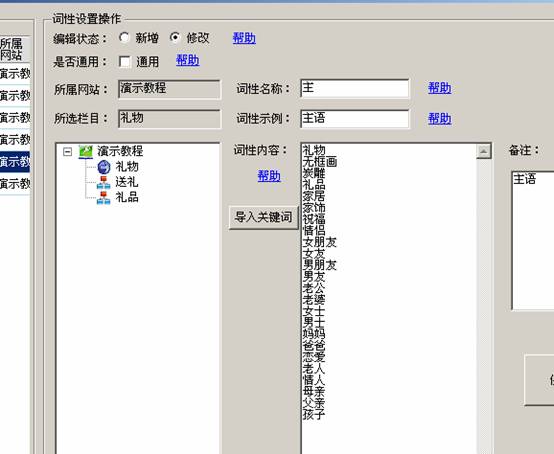 词性设置操作
编辑状态： 新增 修改 帮助
是否通用： 通用 帮助
所属网站： 演示教程 词性名称： 主 帮助
所选栏目： 礼物 词性示例： 主语 帮助
所属
网站
演示教
演示教
演示教
演示教
演示教
演示教
演示教程
礼物
送礼
礼品
词性内容：
帮助
导入关键词
礼物
无框画
炭雕
礼品
家居
家饰
祝福
情侣
女朋友
女友
男朋友
男友
老公
老婆
女士
男士
妈妈
爸爸
恋爱
老人
情人
母亲
父亲
孩子
备注：
主语